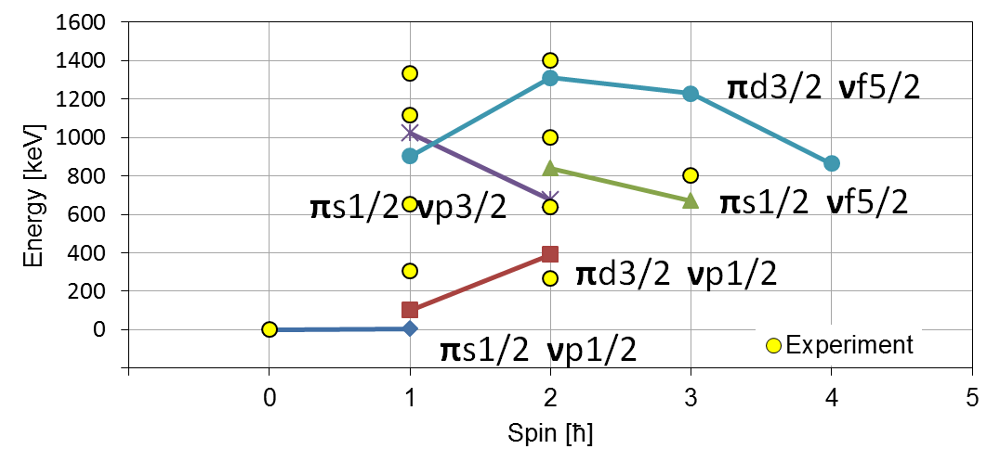 1600
1400
1200
1000
800
600
400
200
0
Energy [keV]
πd3/2 νf5/2
πs1/2 νp3/2
πs1/2 νf5/2
πd3/2 νp1/2
πs1/2 νp1/2
Experiment
0 1 2 3 4 5
Spin [ħ]